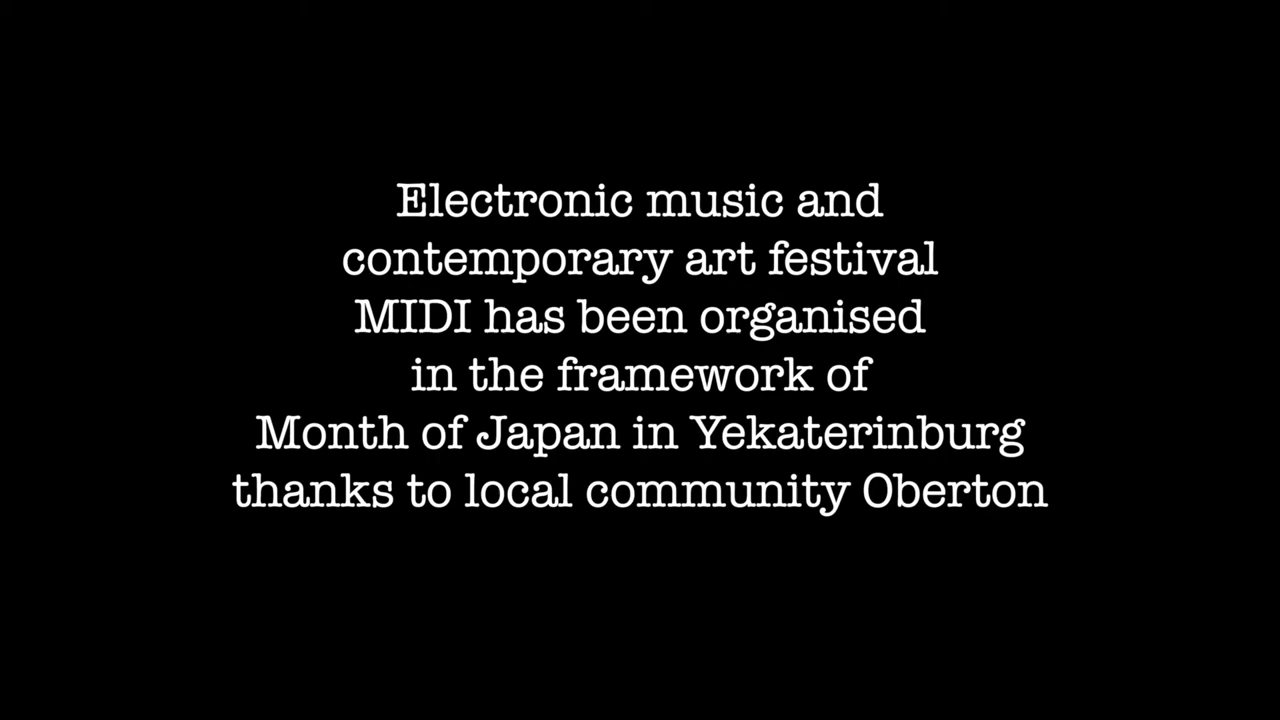 Electronic music and
contemporary art festival
MIDI has been organised
in the framework of
Month of Japan in Yekaterinburg
thanks to local community Oberton